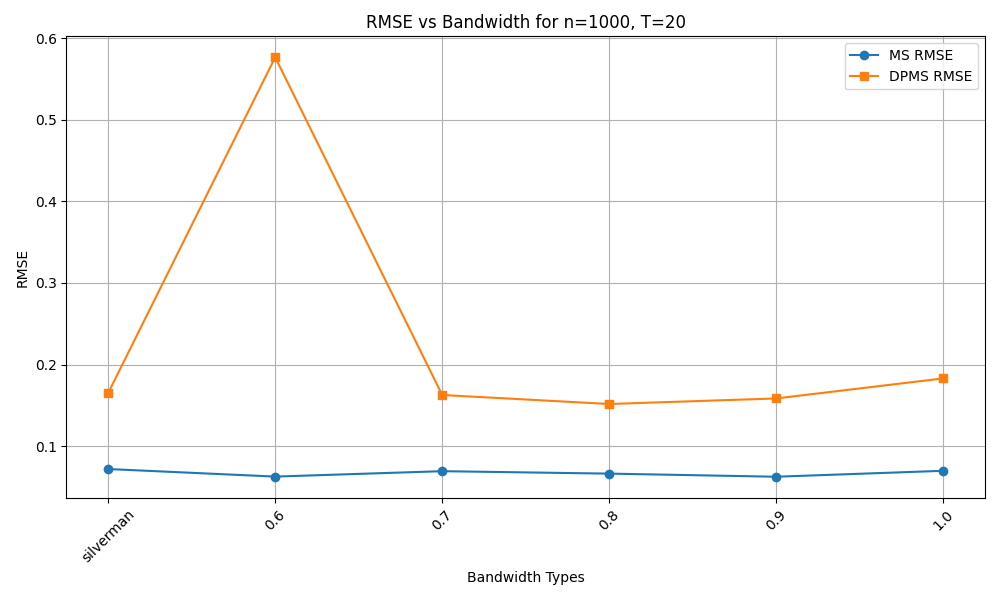 RMSE vs Bandwidth for n=1000, T=20
MS RMSE
DPMS RMSE
RMSE
0.6
0.5
0.4
0.3
0.2
0.1
silverman
0.6
0.7
0.8
0.9
1.0
Bandwidth Types